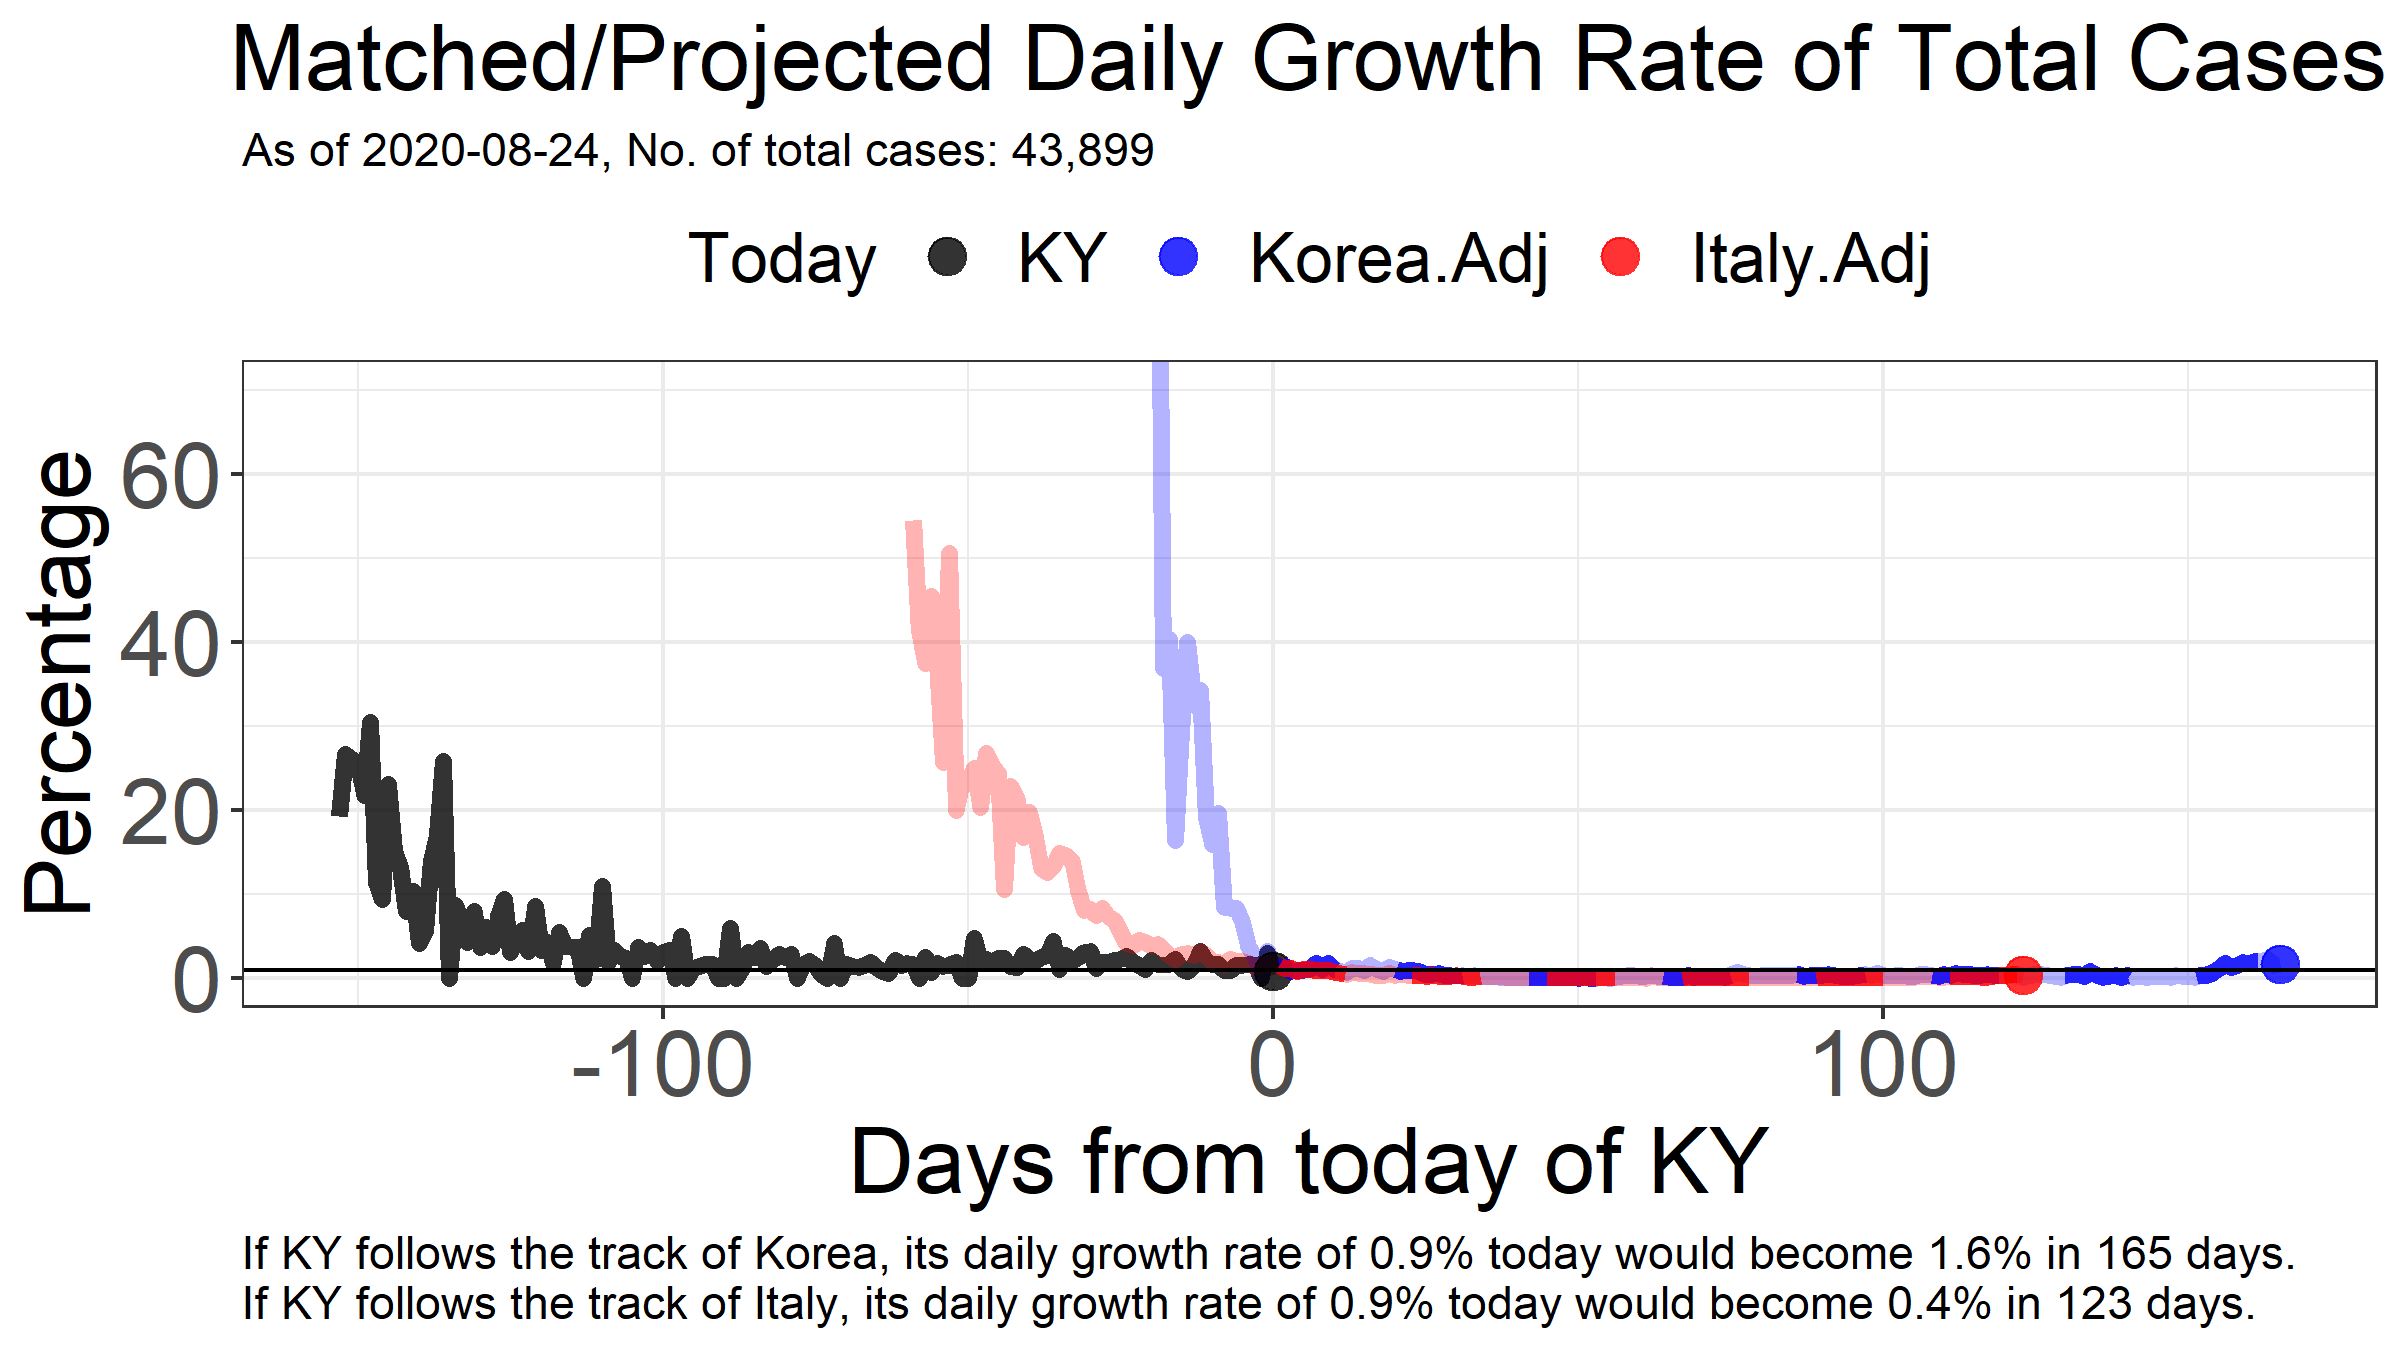 Matched/Projected Daily Growth Rate of Total Cases
As of 2020-08-24, No. of total cases: 43,899
Today KY Korea.Adj Italy.Adj
Percentage
60
40
20
0
-100 0 100
Days from today of KY
If KY follows the track of Korea, its daily growth rate of 0.9% today would become 1.6% in 165 days.
If KY follows the track of Italy, its daily growth rate of 0.9% today would become 0.4% in 123 days.